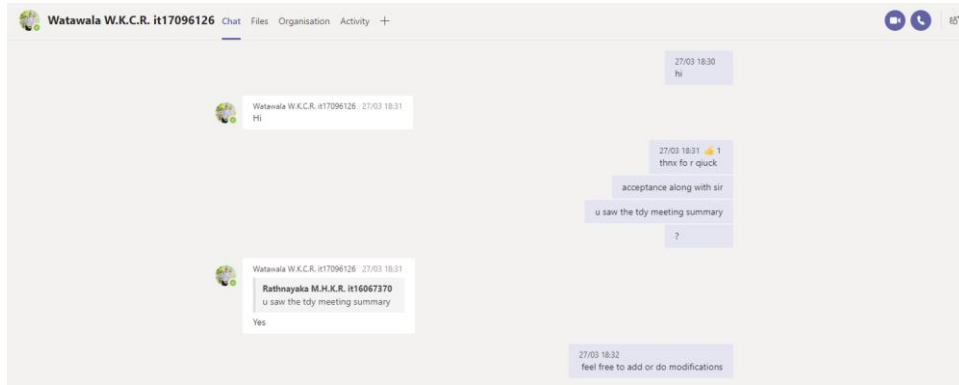 Watawala W.K.C.R. it17096126 Chat Files Organisation Activity +
27/03 18:30
hi
Watawala W.K.C.R. it17096126 27/03 18:31
Hi
27/03 18:31 👍 1
thnx fo r qiuck
acceptance along with sir
u saw the tdy meeting summary
?
Watawala W.K.C.R. it17096126 27/03 18:31
Rathnayaka M.H.K.R. it16067370
u saw the tdy meeting summary
Yes
27/03 18:32
feel free to add or do modifications